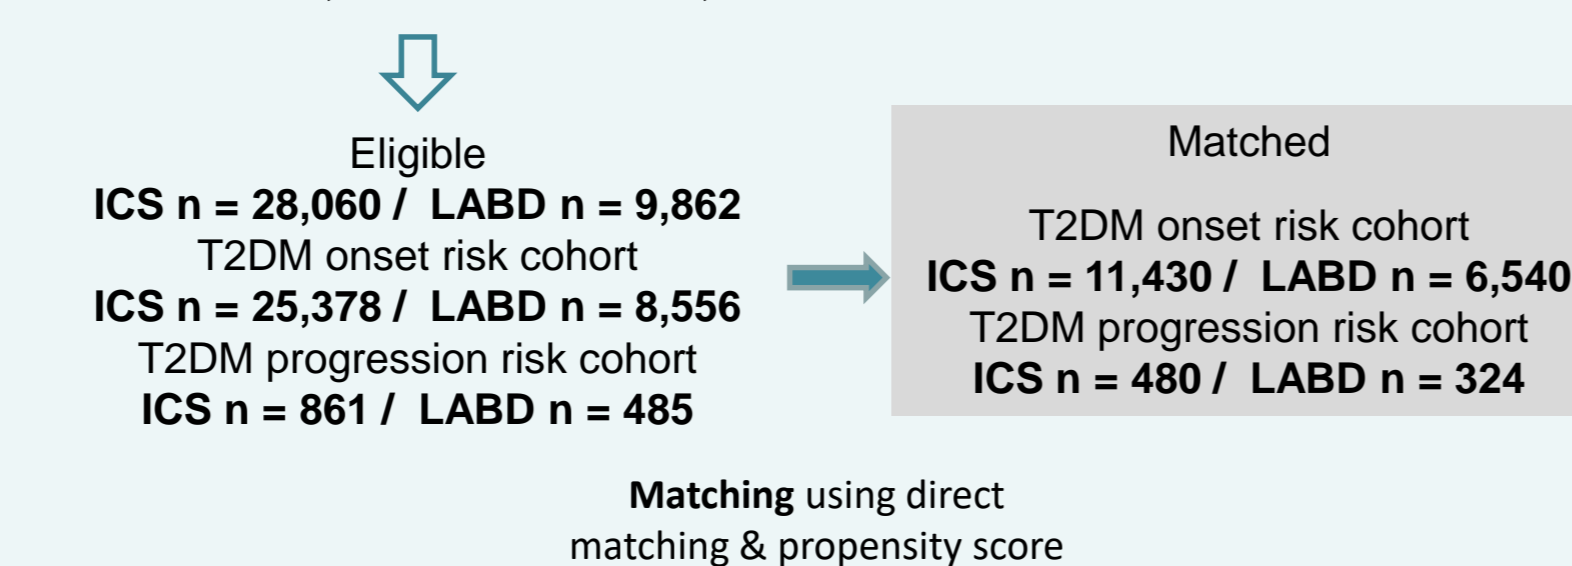 Eligible
ICS n = 28,060 / LABD n = 9,862
T2DM onset risk cohort
ICS n = 25,378 / LABD n = 8,556
T2DM progression risk cohort
ICS n = 861 / LABD n = 485
Matched
T2DM onset risk cohort
ICS n = 11,430 / LABD n = 6,540
T2DM progression risk cohort
ICS n = 480 / LABD n = 324
Matching using direct
matching & propensity score